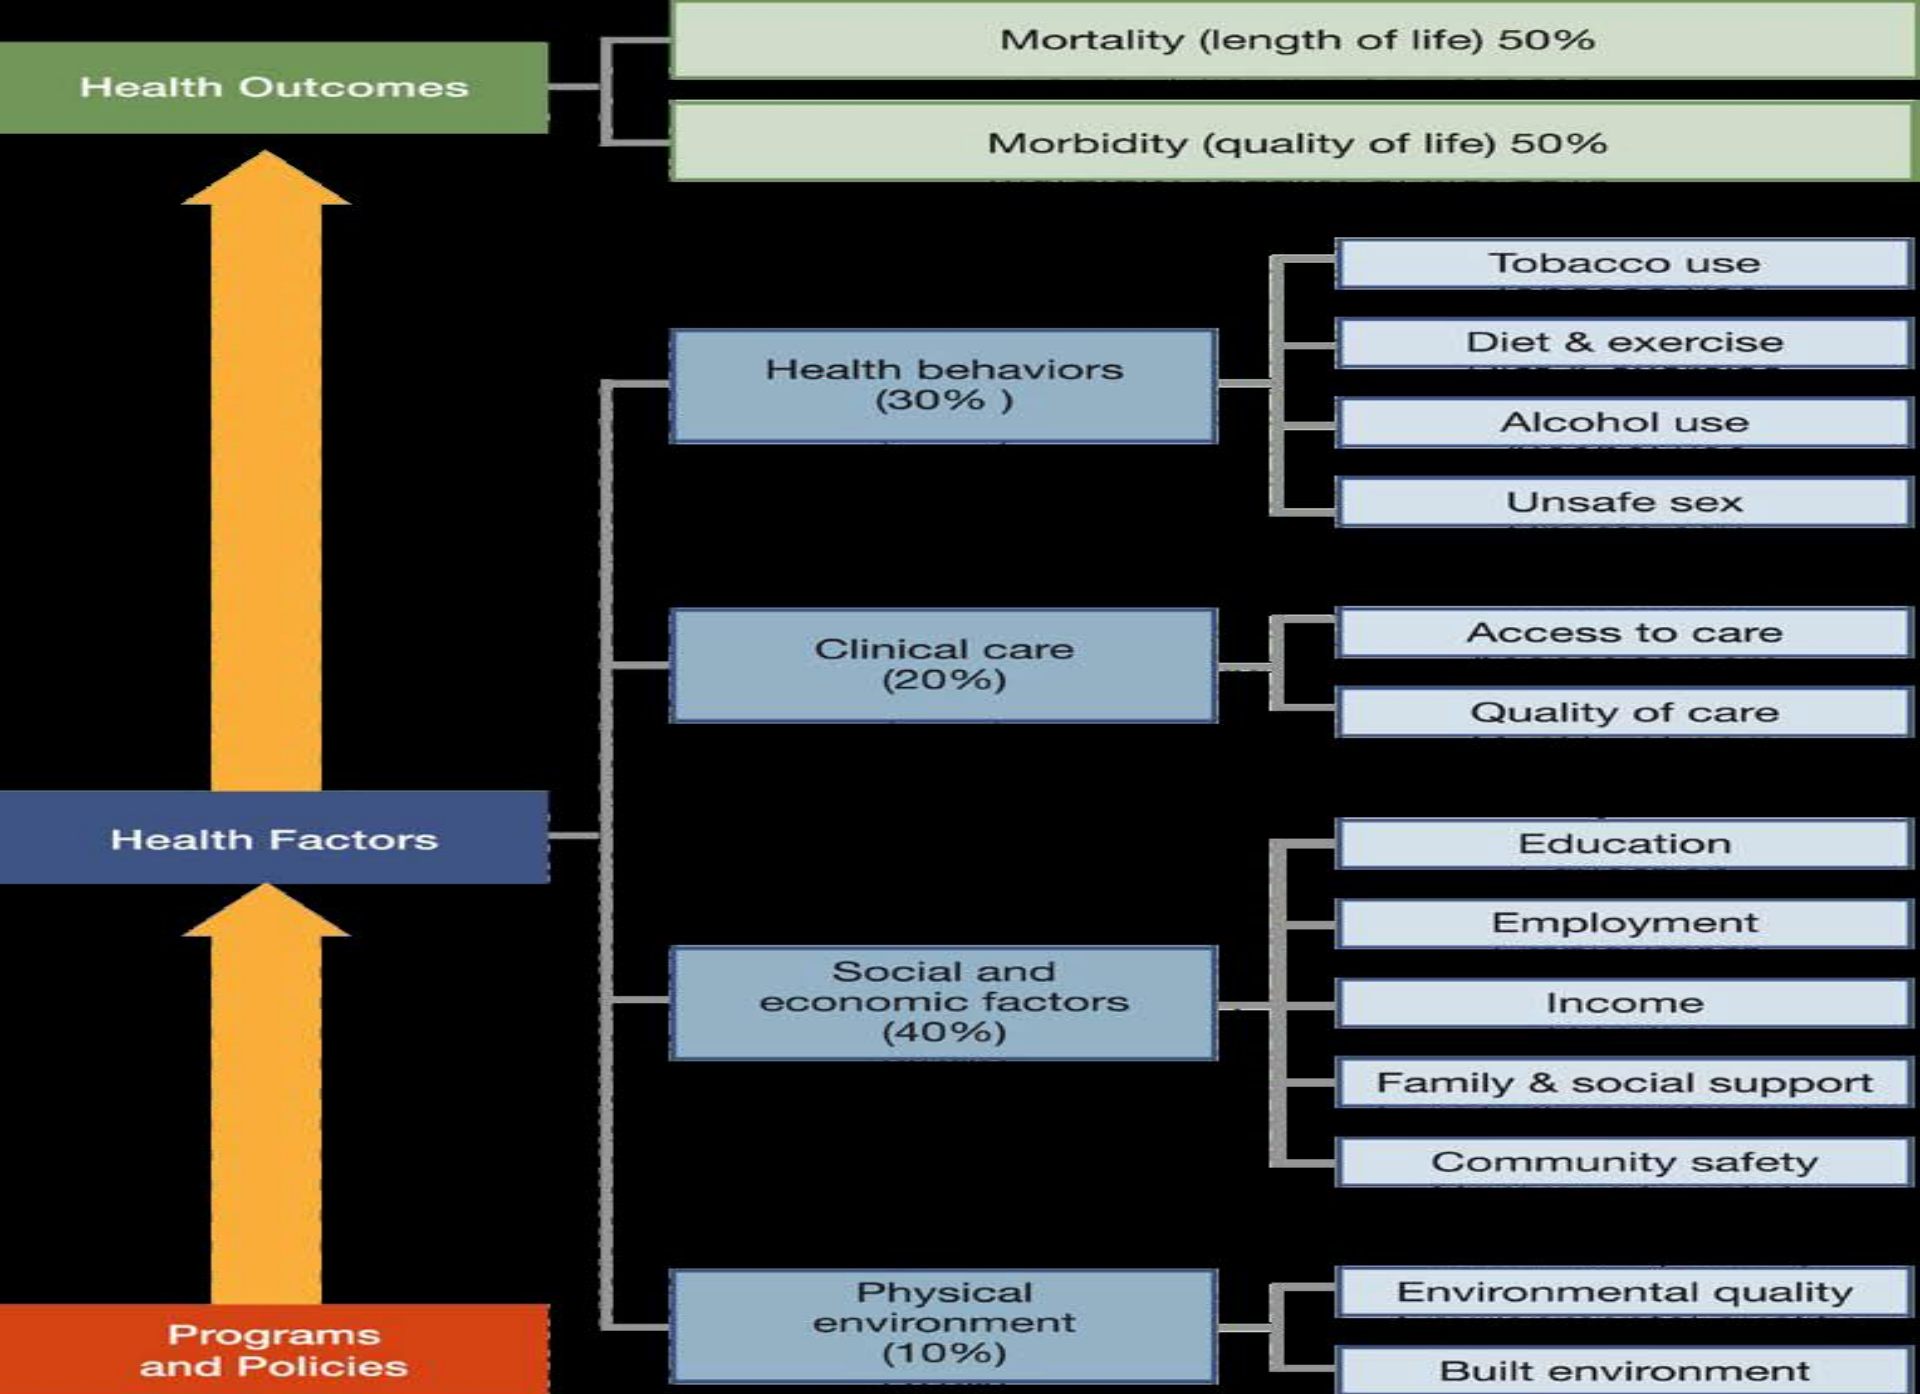 Health Outcomes
Mortality (length of life) 50%
Morbidity (quality of life) 50%
Health Factors
Health behaviors
(30% )
Tobacco use
Diet & exercise
Alcohol use
Unsafe sex
Clinical care
(20%)
Access to care
Quality of care
Social and
economic factors
(40%)
Education
Employment
Income
Family & social support
Community safety
Physical
environment
(10%)
Environmental quality
Built environment
Programs
and Policies